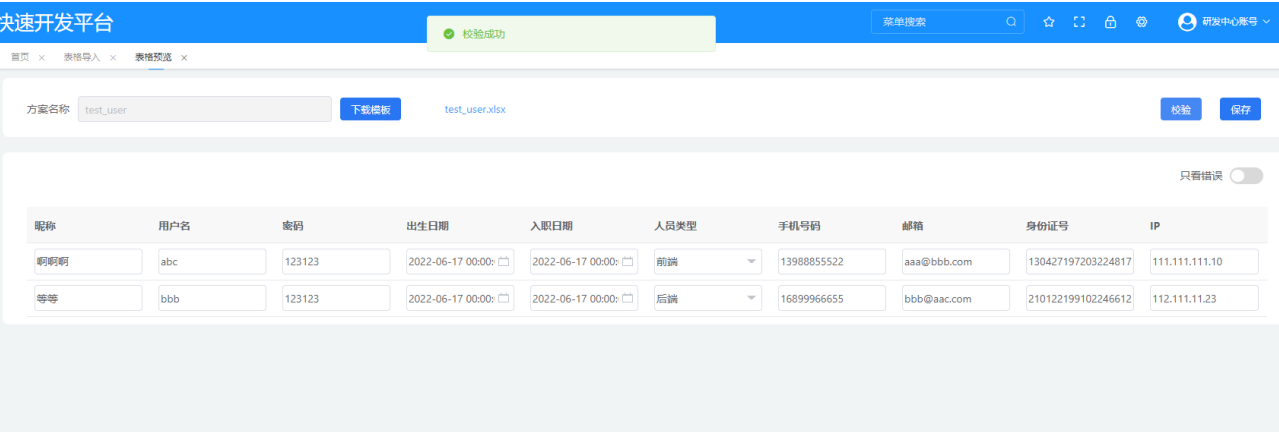 快速开发平台
校验成功
菜单搜索
研发中心账号
首页 × 表格导入 × 表格预览 ×
方案名称 test_user 下载模板 test_user.xlsx 校验 保存
只看错误
昵称 用户名 密码 出生日期 入职日期 人员类型 手机号码 邮箱 身份证号 IP
啊啊啊 abc 123123 2022-06-17 00:00: 2022-06-17 00:00: 前端 13988855522 aaa@bbb.com 130427197203224817 111.111.111.10
等等 bbb 123123 2022-06-17 00:00: 2022-06-17 00:00: 后端 16899966655 bbb@aac.com 210122199102246612 112.111.11.23